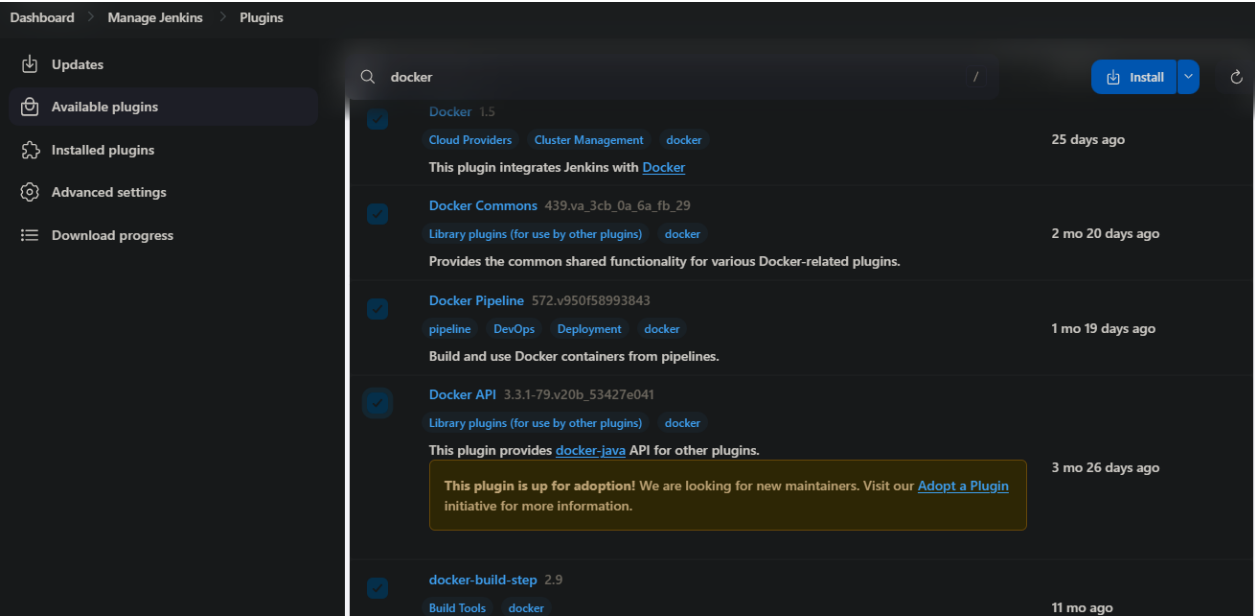 Dashboard > Manage Jenkins > Plugins
Updates
Available plugins
Installed plugins
Advanced settings
Download progress
docker /
Install
Docker 1.5
Cloud Providers Cluster Management docker
25 days ago
This plugin integrates Jenkins with Docker
Docker Commons 439.va_3cb_0a_6a_fb_29
Library plugins (for use by other plugins) docker
2 mo 20 days ago
Provides the common shared functionality for various Docker-related plugins.
Docker Pipeline 572.v950f58993843
pipeline DevOps Deployment docker
1 mo 19 days ago
Build and use Docker containers from pipelines.
Docker API 3.3.1-79.v20b_53427e041
Library plugins (for use by other plugins) docker
This plugin provides docker-java API for other plugins.
3 mo 26 days ago
This plugin is up for adoption! We are looking for new maintainers. Visit our Adopt a Plugin
initiative for more information.
docker-build-step 2.9
Build Tools docker
11 mo ago